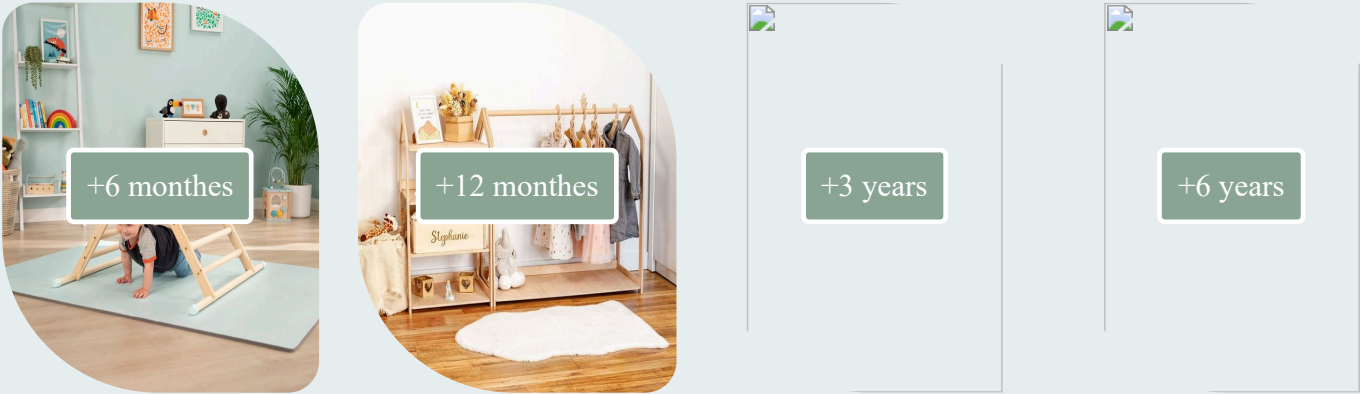 +6 monthes
+12 monthes
+3 years
+6 years
Stephanie